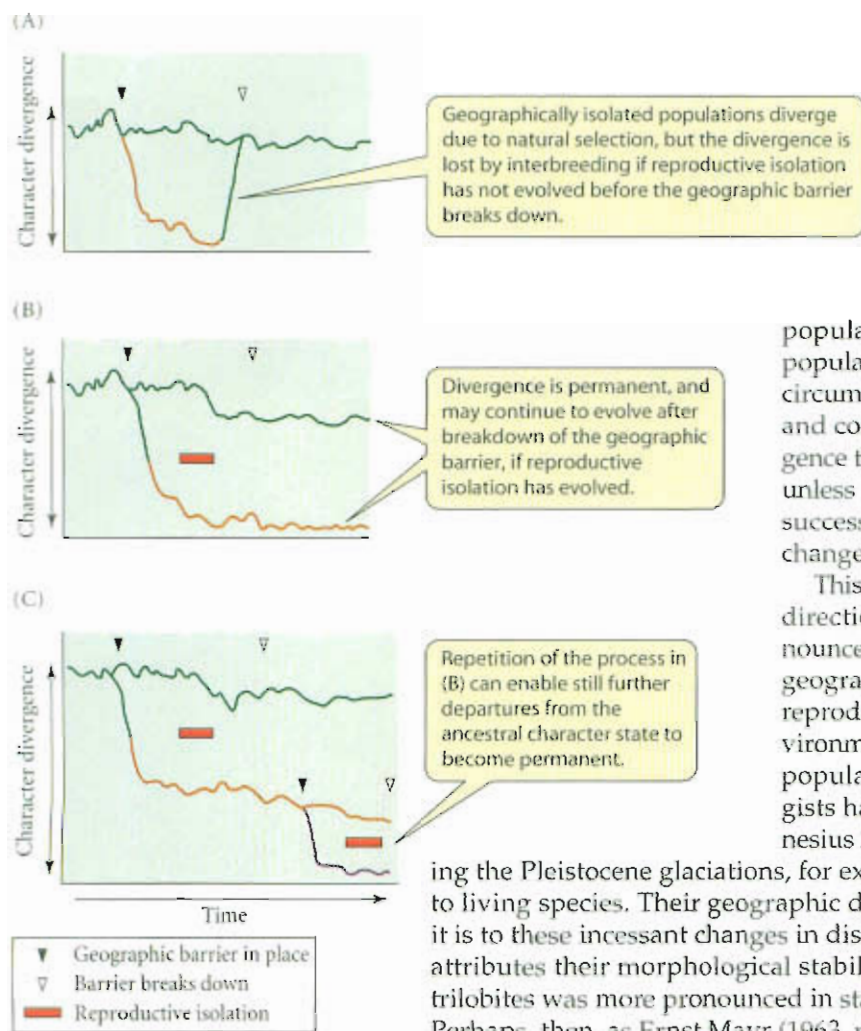 (A)
Character divergence
Geographically isolated populations diverge
due to natural selection, but the divergence is
lost by interbreeding if reproductive isolation
has not evolved before the geographic barrier
breaks down.
(B)
Character divergence
Divergence is permanent, and
may continue to evolve after
breakdown of the geographic
barrier, if reproductive
isolation has evolved.
(C)
Character divergence
Repetition of the process in
(B) can enable still further
departures from the
ancestral character state to
become permanent.
Time
Geographic barrier in place
Barrier breaks down
Reproductive isolation
popula
popula
circum
and co
gence t
unless
success
change
This
directio
nounce
geogra
reprod
vironm
popula
gists ha
nesius
ing the Pleistocene glaciations, for ex
to living species. Their geographic d
it is to these incessant changes in dis
attributes their morphological stabil
trilobites was more pronounced in sta
Perhaps, then, as Ernst Mayr (1963